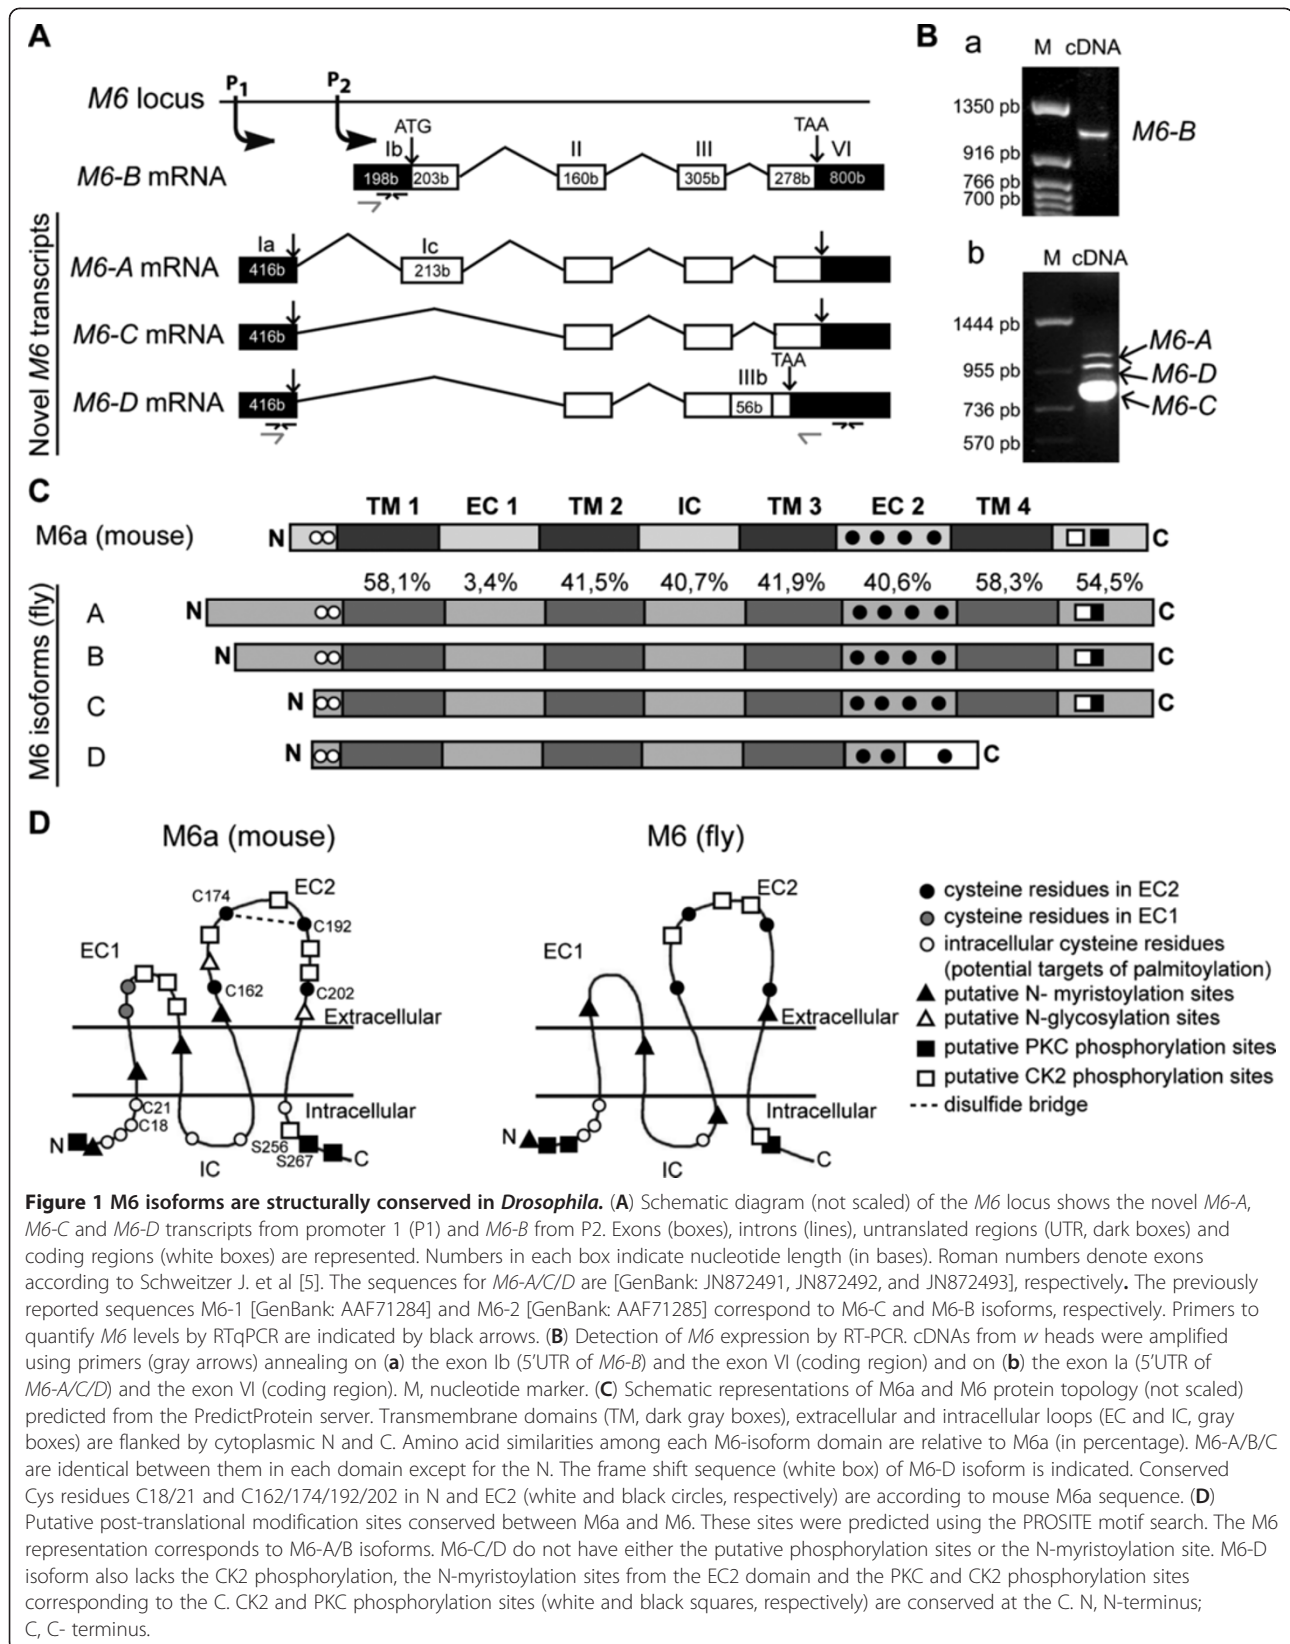 A
M6 locus
P1
P2
ATG
TAA
Ib
II
III
VI
M6-B mRNA
198b
203b
160b
305b
278b
800b
Novel M6 transcripts
Ia
Ic
M6-A mRNA
416b
213b
M6-C mRNA
416b
TAA
IIIb
M6-D mRNA
416b
56b
B
a
M cDNA
1350 pb
916 pb
766 pb
700 pb
M6-B
b
M cDNA
1444 pb
955 pb
736 pb
570 pb
M6-A
M6-D
M6-C
C
TM 1 EC 1 TM 2 IC TM 3 EC 2 TM 4
M6a (mouse) N C
58,1% 3,4% 41,5% 40,7% 41,9% 40,6% 58,3% 54,5%
M6 isoforms (fly)
A N C
B N C
C N C
D N C
D
M6a (mouse)
EC1
C174
EC2
C192
C162
C202
Extracellular
C21
C18
Intracellular
N
S256
S267
C
IC
M6 (fly)
EC1
EC2
Extracellular
Intracellular
N
IC
C
cysteine residues in EC2
cysteine residues in EC1
intracellular cysteine residues
(potential targets of palmitoylation)
putative N- myristoylation sites
putative N-glycosylation sites
putative PKC phosphorylation sites
putative CK2 phosphorylation sites
disulfide bridge
Figure 1 M6 isoforms are structurally conserved in Drosophila. (A) Schematic diagram (not scaled) of the M6 locus shows the novel M6-A,
M6-C and M6-D transcripts from promoter 1 (P1) and M6-B from P2. Exons (boxes), introns (lines), untranslated regions (UTR, dark boxes) and
coding regions (white boxes) are represented. Numbers in each box indicate nucleotide length (in bases). Roman numbers denote exons
according to Schweitzer J. et al [5]. The sequences for M6-A/C/D are [GenBank: JN872491, JN872492, and JN872493], respectively. The previously
reported sequences M6-1 [GenBank: AAF71284] and M6-2 [GenBank: AAF71285] correspond to M6-C and M6-B isoforms, respectively. Primers to
quantify M6 levels by RTqPCR are indicated by black arrows. (B) Detection of M6 expression by RT-PCR. cDNAs from w heads were amplified
using primers (gray arrows) annealing on (a) the exon Ib (5'UTR of M6-B) and the exon VI (coding region) and on (b) the exon Ia (5'UTR of
M6-A/C/D) and the exon VI (coding region). M, nucleotide marker. (C) Schematic representations of M6a and M6 protein topology (not scaled)
predicted from the PredictProtein server. Transmembrane domains (TM, dark gray boxes), extracellular and intracellular loops (EC and IC, gray
boxes) are flanked by cytoplasmic N and C. Amino acid similarities among each M6-isoform domain are relative to M6a (in percentage). M6-A/B/C
are identical between them in each domain except for the N. The frame shift sequence (white box) of M6-D isoform is indicated. Conserved
Cys residues C18/21 and C162/174/192/202 in N and EC2 (white and black circles, respectively) are according to mouse M6a sequence. (D)
Putative post-translational modification sites conserved between M6a and M6. These sites were predicted using the PROSITE motif search. The M6
representation corresponds to M6-A/B isoforms. M6-C/D do not have either the putative phosphorylation sites or the N-myristoylation site. M6-D
isoform also lacks the CK2 phosphorylation, the N-myristoylation sites from the EC2 domain and the PKC and CK2 phosphorylation sites
corresponding to the C. CK2 and PKC phosphorylation sites (white and black squares, respectively) are conserved at the C. N, N-terminus;
C, C- terminus.